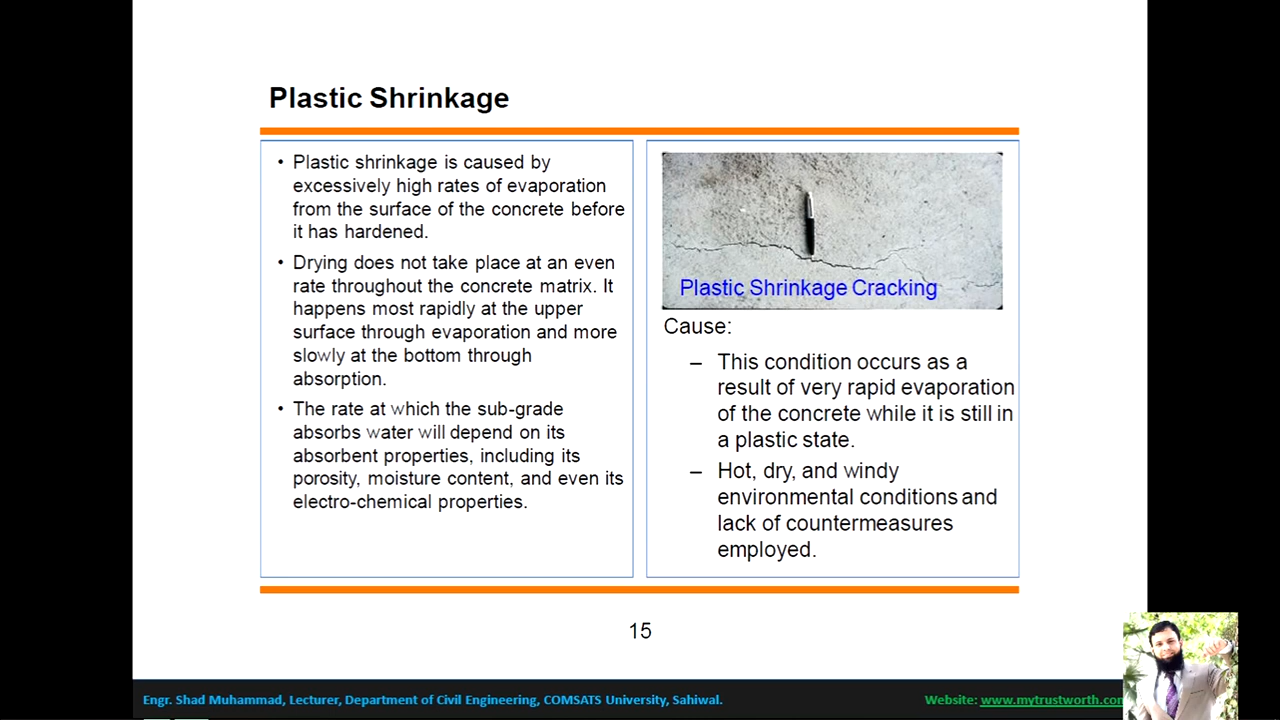 Plastic Shrinkage
• Plastic shrinkage is caused by
excessively high rates of evaporation
from the surface of the concrete before
it has hardened.
• Drying does not take place at an even
rate throughout the concrete matrix. It
happens most rapidly at the upper
surface through evaporation and more
slowly at the bottom through
absorption.
• The rate at which the sub-grade
absorbs water will depend on its
absorbent properties, including its
porosity, moisture content, and even its
electro-chemical properties.
Plastic Shrinkage Cracking
Cause:
– This condition occurs as a
result of very rapid evaporation
of the concrete while it is still in
a plastic state.
– Hot, dry, and windy
environmental conditions and
lack of countermeasures
employed.
15
Engr. Shad Muhammad, Lecturer, Department of Civil Engineering, COMSATS University, Sahiwal.
Website: www.mytrustworth.com